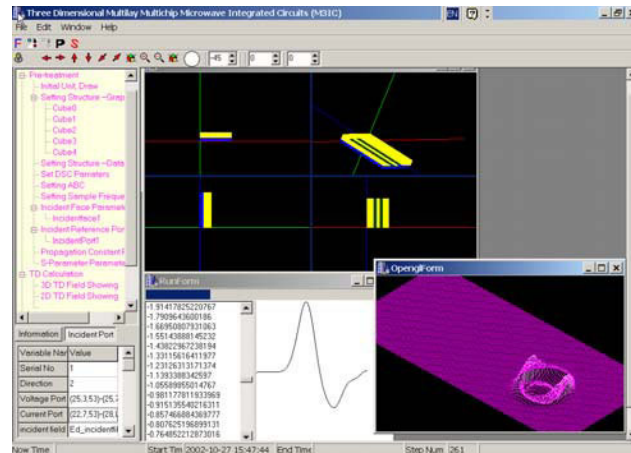 Three Dimensional Multilay Multichip Microwave Integrated Circuits (M3IC)
EN
File Edit Window Help
F P S
-45 0 0
Pre-treatment
Initial Unit, Draw
Setting Structure--Grap
Cube0
Cube1
Cube2
Cube3
Cube4
Setting Structure--Data
Set DSC Parmaters
Setting ABC
Setting Sample Freque
Incident Face Paramete
Incidentface1
Incident Reference Por
IncidentPort1
Propagation Constant P
S-Parameter Paramete
TD Calculation
3D TD Field Showing
2D TD Field Showing
Information Incident Port
Variable Nar Value
Serial No 1
Direction 2
Voltage Port (25,3,53)-(25,
Current Port (22,7,53)-(28,
incident field Ed_incidentfi
RunForm
-1.91417825220767
-1.7909643600186
-1.66950807931063
-1.55143888145232
-1.43822967238194
-1.33115616411977
-1.23126313171374
-1.1393388342597
-1.05589955014767
-0.981177811933969
-0.915135540216311
-0.857466884369777
-0.807625196899131
-0.764852212873016
OpenglForm
Now Time Start Tim 2002-10-27 15:47:44 End Time Step Num 261